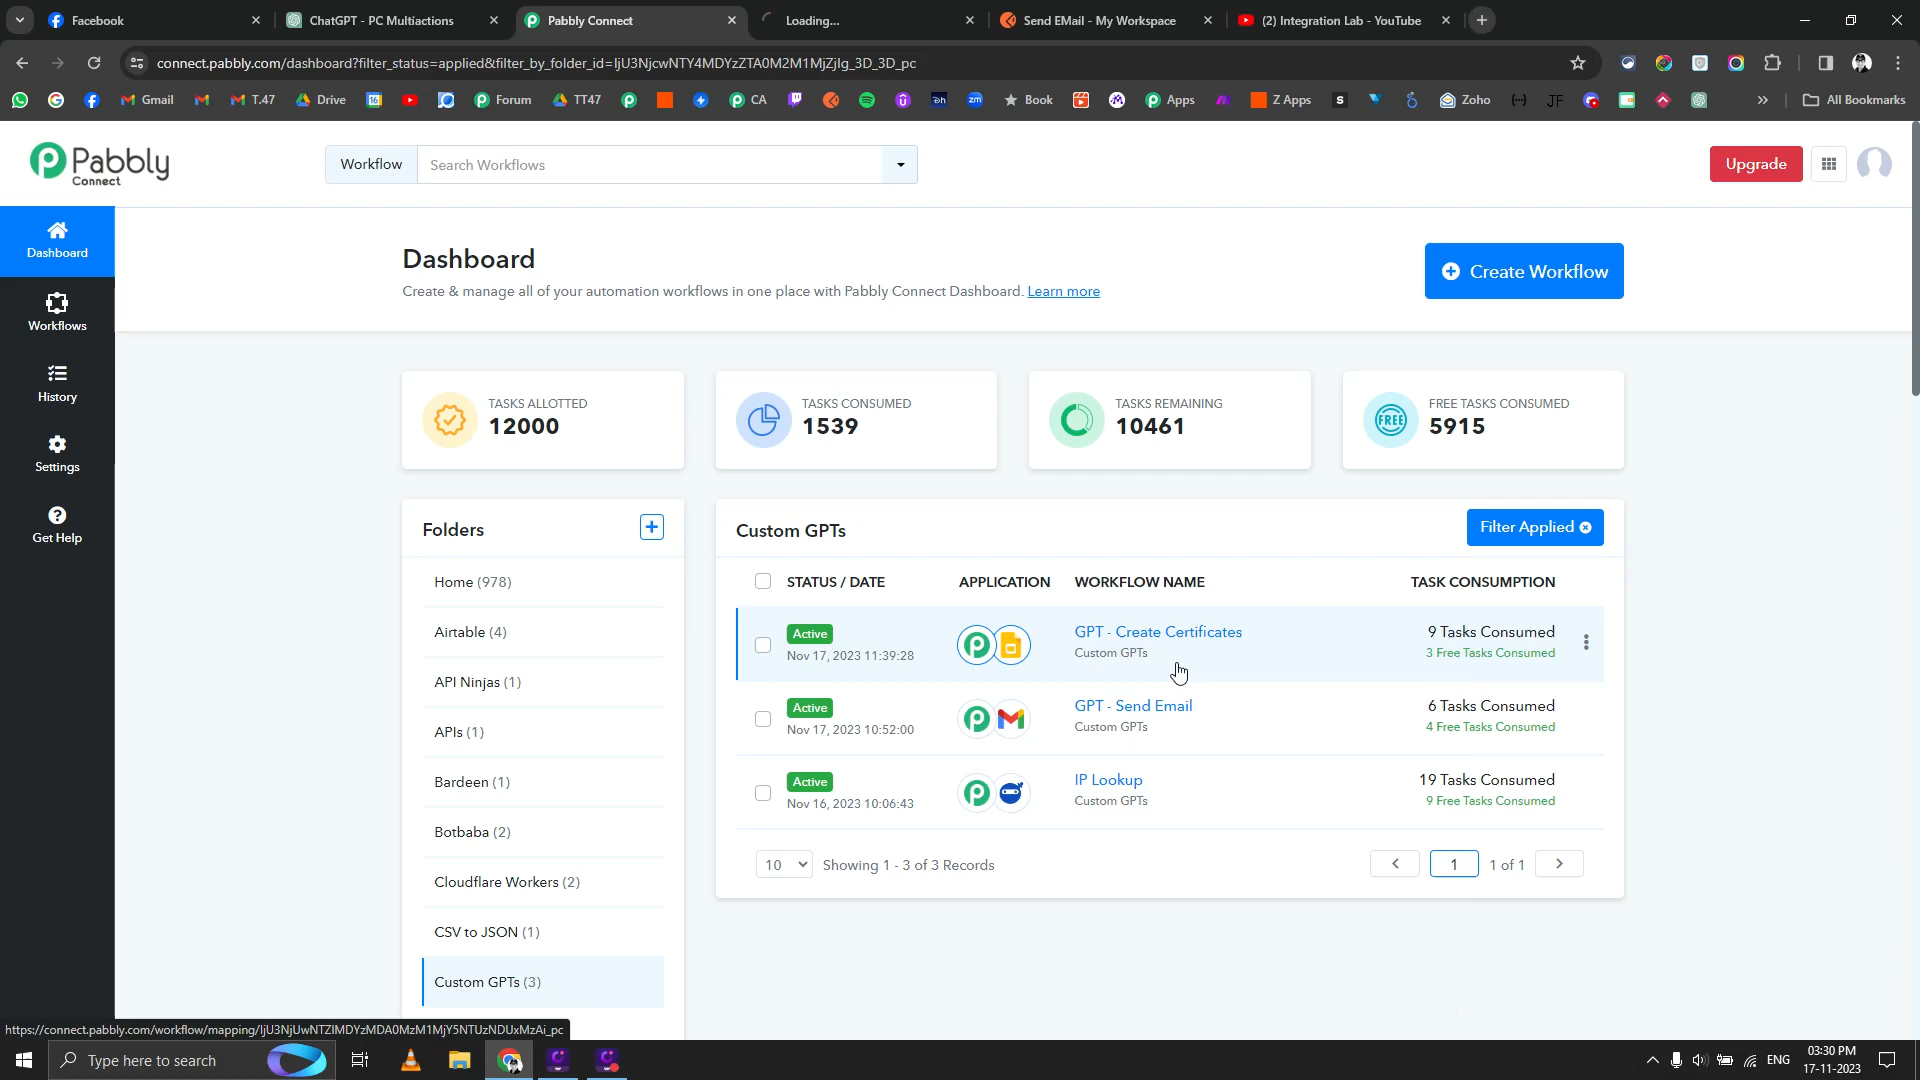 Facebook
ChatGPT - PC Multiactions
Pabbly Connect
Loading...
Send EMail - My Workspace
(2) Integration Lab - YouTube
connect.pabbly.com/dashboard?filter_status=applied&filter_by_folder_id=IjU3NjcwNTY4MDYzZTA0M2M1MjZjIg_3D_3D_pc
Gmail
T.47
Drive
Forum
TT47
CA
Book
Apps
Z Apps
Zoho
JF
All Bookmarks
Pabbly
Connect
Workflow
Search Workflows
Upgrade
Dashboard
Workflows
History
Settings
Get Help
Dashboard
Create & manage all of your automation workflows in one place with Pabbly Connect Dashboard. Learn more
Create Workflow
TASKS ALLOTTED
12000
TASKS CONSUMED
1539
TASKS REMAINING
10461
FREE
FREE TASKS CONSUMED
5915
Folders
Home (978)
Airtable (4)
API Ninjas (1)
APIs (1)
Bardeen (1)
Botbaba (2)
Cloudflare Workers (2)
CSV to JSON (1)
Custom GPTs (3)
Custom GPTs
Filter Applied
STATUS / DATE APPLICATION WORKFLOW NAME TASK CONSUMPTION
Active
Nov 17, 2023 11:39:28
GPT - Create Certificates
Custom GPTs
9 Tasks Consumed
3 Free Tasks Consumed
Active
Nov 17, 2023 10:52:00
GPT - Send Email
Custom GPTs
6 Tasks Consumed
4 Free Tasks Consumed
Active
Nov 16, 2023 10:06:43
IP Lookup
Custom GPTs
19 Tasks Consumed
9 Free Tasks Consumed
10
Showing 1 - 3 of 3 Records
1
1 of 1
https://connect.pabbly.com/workflow/mapping/IjU3NjUwNTZlMDYzMDA0MzM1MjY5NTUzNDUxMzAi_pc
Type here to search
ENG
03:30 PM
17-11-2023